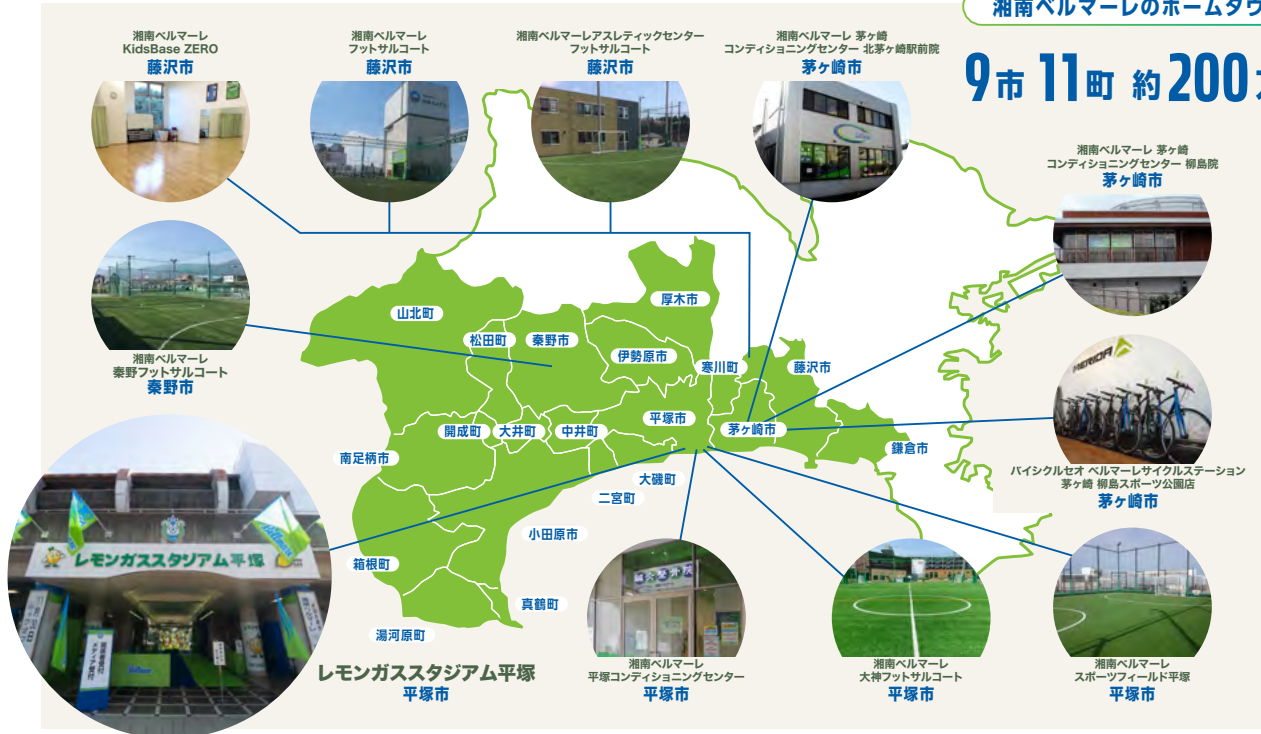 湘南ベルマーレのホームタウ
9市 11町 約200
湘南ベルマーレ
KidsBase ZERO
藤沢市
湘南ベルマーレ
フットサルコート
藤沢市
湘南ベルマーレアスレティックセンター
フットサルコート
藤沢市
湘南ベルマーレ 茅ヶ崎
コンディショニングセンター 北茅ヶ崎駅前院
茅ヶ崎市
湘南ベルマーレ 茅ヶ崎
コンディショニングセンター 柳島院
茅ヶ崎市
湘南ベルマーレ
秦野フットサルコート
秦野市
MERIDA
バイシクルセオ ベルマーレサイクルステーション
茅ヶ崎 柳島スポーツ公園店
茅ヶ崎市
山北町
松田町
秦野市
厚木市
伊勢原市
寒川町
藤沢市
開成町
大井町
中井町
平塚市
茅ヶ崎市
鎌倉市
南足柄市
大磯町
二宮町
小田原市
箱根町
真鶴町
湯河原町
レモンガススタジアム平塚
レモンガススタジアム平塚
平塚市
湘南ベルマーレ
平塚コンディショニングセンター
平塚市
湘南ベルマーレ
大神フットサルコート
平塚市
湘南ベルマーレ
スポーツフィールド平塚
平塚市